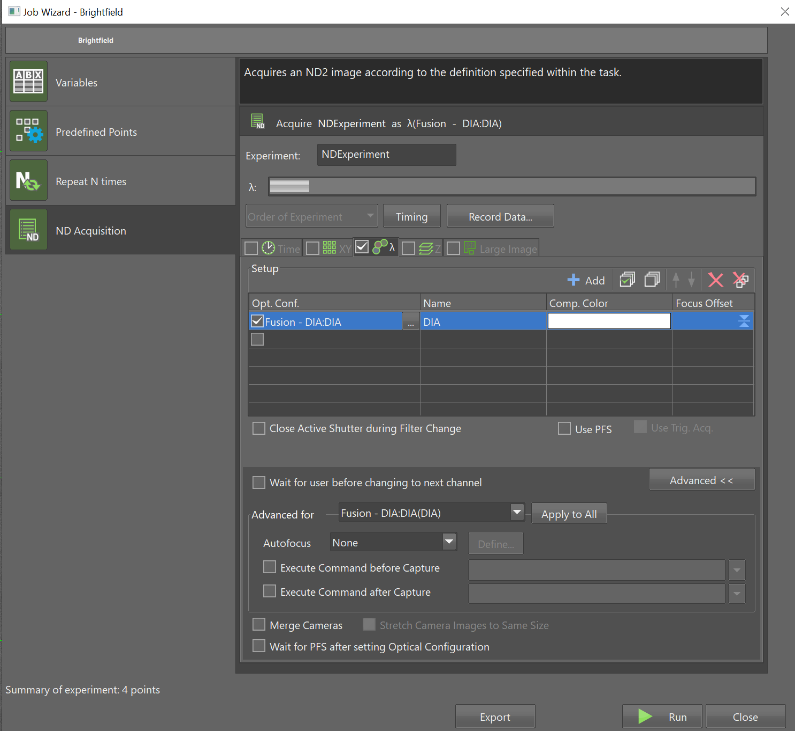 Job Wizard - Brightfield
Brightfield
ABX
Variables
Predefined Points
N
Repeat N times
ND
ND Acquisition
Acquires an ND2 image according to the definition specified within the task.
ND
Acquire NDExperiment as λ(Fusion - DIA:DIA)
Experiment: NDExperiment
λ:
Order of Experiment Timing Record Data...
Time XY λ Z Large Image
Setup
Add
Opt. Conf. Name Comp. Color Focus Offset
Fusion - DIA:DIA ... DIA
Close Active Shutter during Filter Change Use PFS Use Trig. Acq.
Wait for user before changing to next channel Advanced <<
Advanced for Fusion - DIA:DIA(DIA) Apply to All
Autofocus None Define...
Execute Command before Capture
Execute Command after Capture
Merge Cameras Stretch Camera Images to Same Size
Wait for PFS after setting Optical Configuration
Summary of experiment: 4 points
Export Run Close